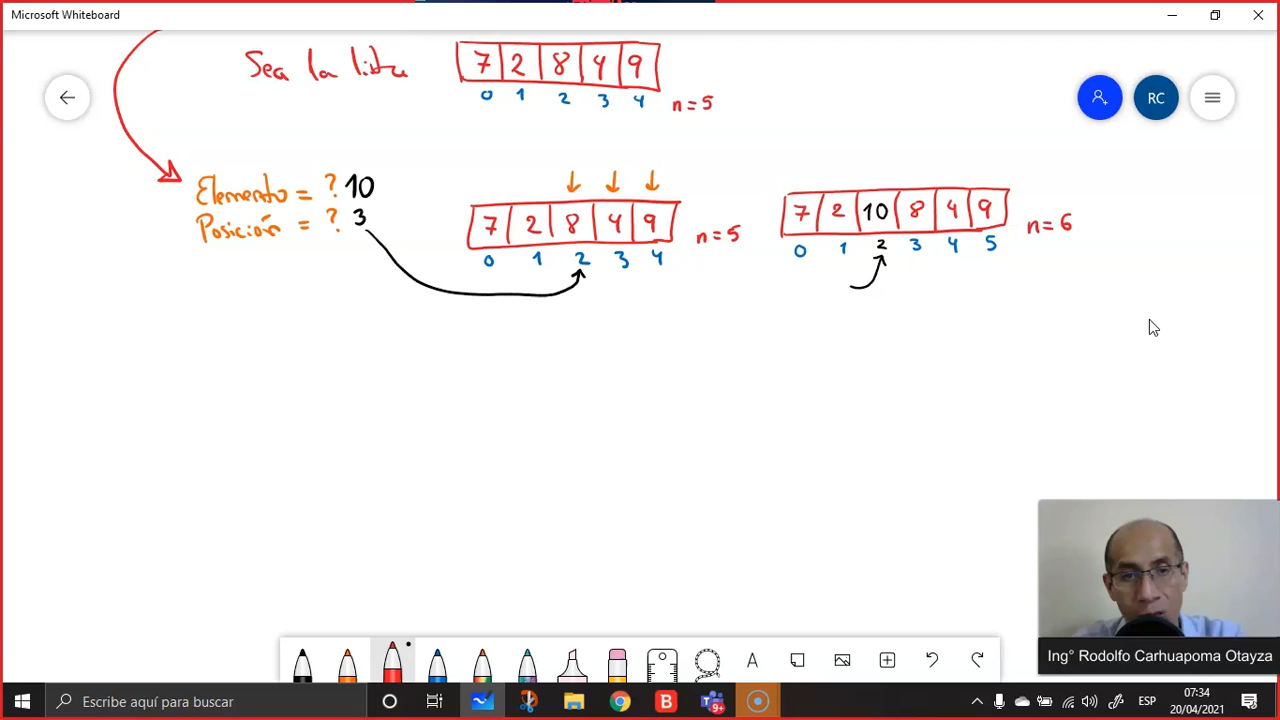 Microsoft Whiteboard
Sea la lista
7 2 8 4 9
0 1 2 3 4
n=5
RC
Elemento = ? 10
Posición = ? 3
7 2 8 4 9
0 1 2 3 4
n=5
7 2 10 8 4 9
0 1 2 3 4 5
n=6
Ing° Rodolfo Carhuapoma Otayza
A
Escribe aquí para buscar
B
9+
ESP
07:34
20/04/2021